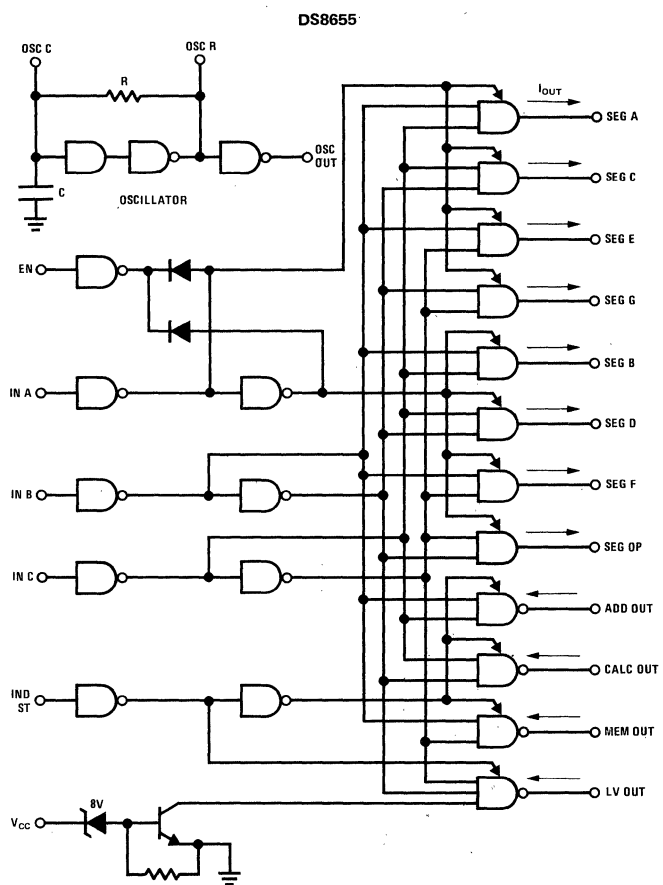 DS8655
OSC C
OSC R
R
OSC OUT
C
OSCILLATOR
EN
IN A
IN B
IN C
IND ST
8V
VCC
IOUT
SEG A
SEG C
SEG E
SEG G
SEG B
SEG D
SEG F
SEG OP
ADD OUT
CALC OUT
MEM OUT
LV OUT